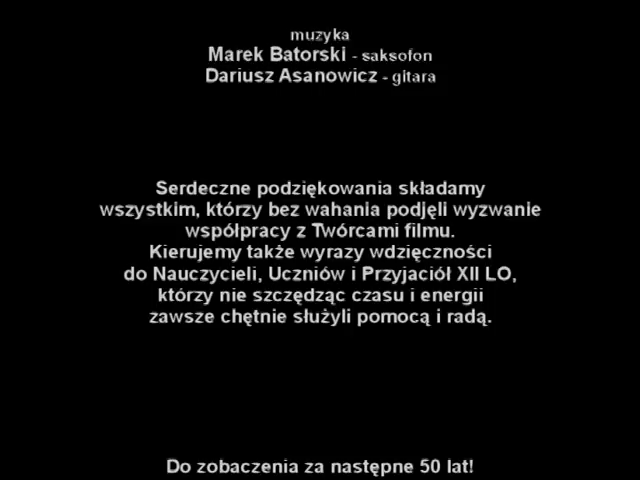 muzyka
Marek Batorski - saksofon
Dariusz Asanowicz - gitara
Serdeczne podziękowania składamy
wszystkim, którzy bez wahania podjęli wyzwanie
współpracy z Twórcami filmu.
Kierujemy także wyrazy wdzięczności
do Nauczycieli, Uczniów i Przyjaciół XII LO,
którzy nie szczędząc czasu i energii
zawsze chętnie służyli pomocą i radą.
Do zobaczenia za następne 50 lat!